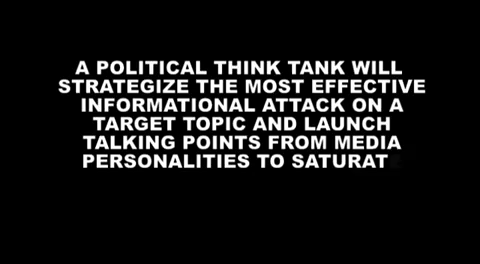 A POLITICAL THINK TANK WILL
STRATEGIZE THE MOST EFFECTIVE
INFORMATIONAL ATTACK ON A
TARGET TOPIC AND LAUNCH
TALKING POINTS FROM MEDIA
PERSONALITIES TO SATURAT